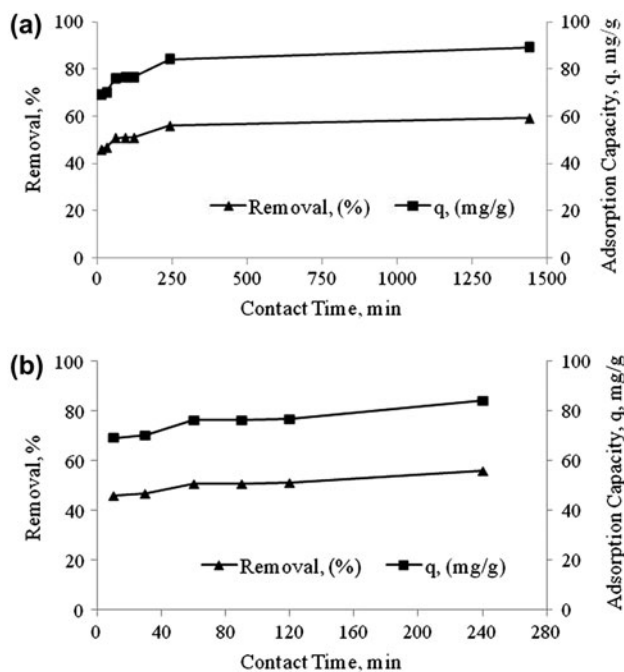 (a)
100
80
60
40
20
0
Removal, %
100
80
60
40
20
0
Adsorption Capacity, q, mg/g
Removal, (%)
q, (mg/g)
0 250 500 750 1000 1250 1500
Contact Time, min
(b)
100
80
60
40
20
0
Removal, %
100
80
60
40
20
0
Adsorption Capacity, q, mg/g
Removal, (%)
q, (mg/g)
0 40 80 120 160 200 240 280
Contact Time, min